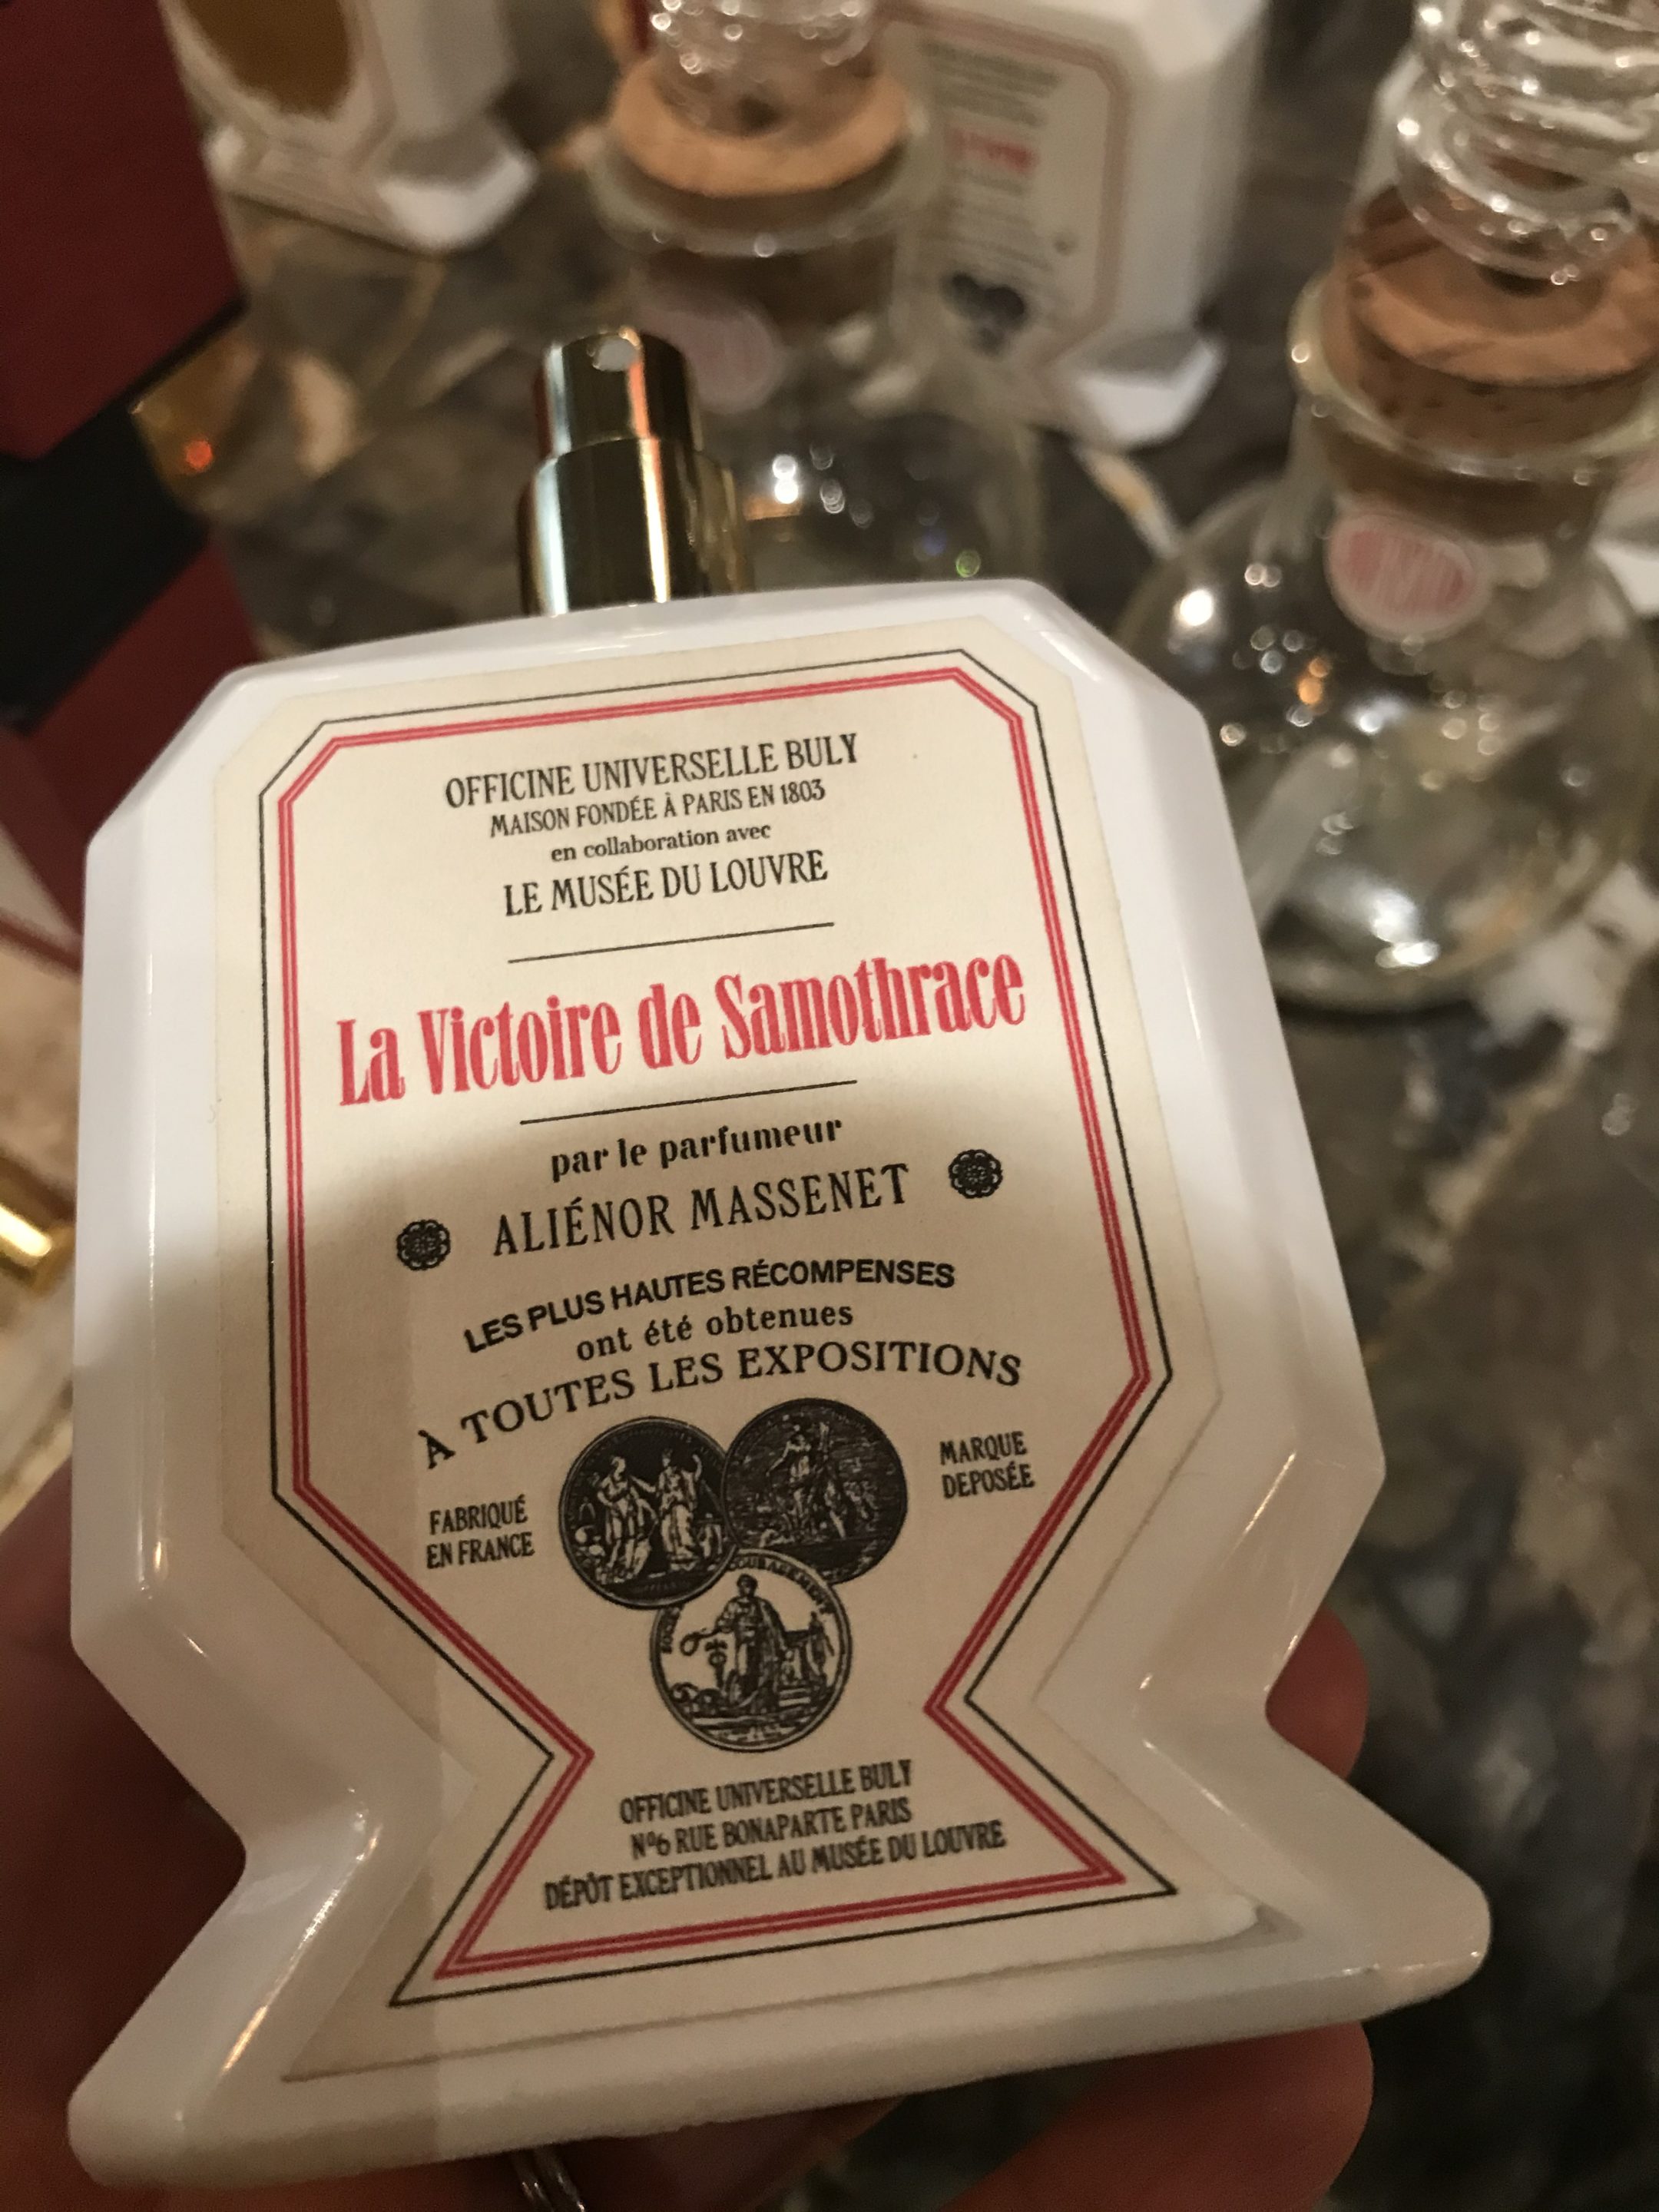 OFFICINE UNIVERSELLE BULY
MAISON FONDÉE À PARIS EN 1803
en collaboration avec
LE MUSÉE DU LOUVRE
La Victoire de Samothrace
par le parfumeur
ALIÉNOR MASSENET
LES PLUS HAUTES RÉCOMPENSES
ont été obtenues
À TOUTES LES EXPOSITIONS
FABRIQUÉ
EN FRANCE
MARQUE
DEPOSÉE
OFFICINE UNIVERSELLE BULY
Nº6 RUE BONAPARTE PARIS
DÉPÔT EXCEPTIONNEL AU MUSÉE DU LOUVRE